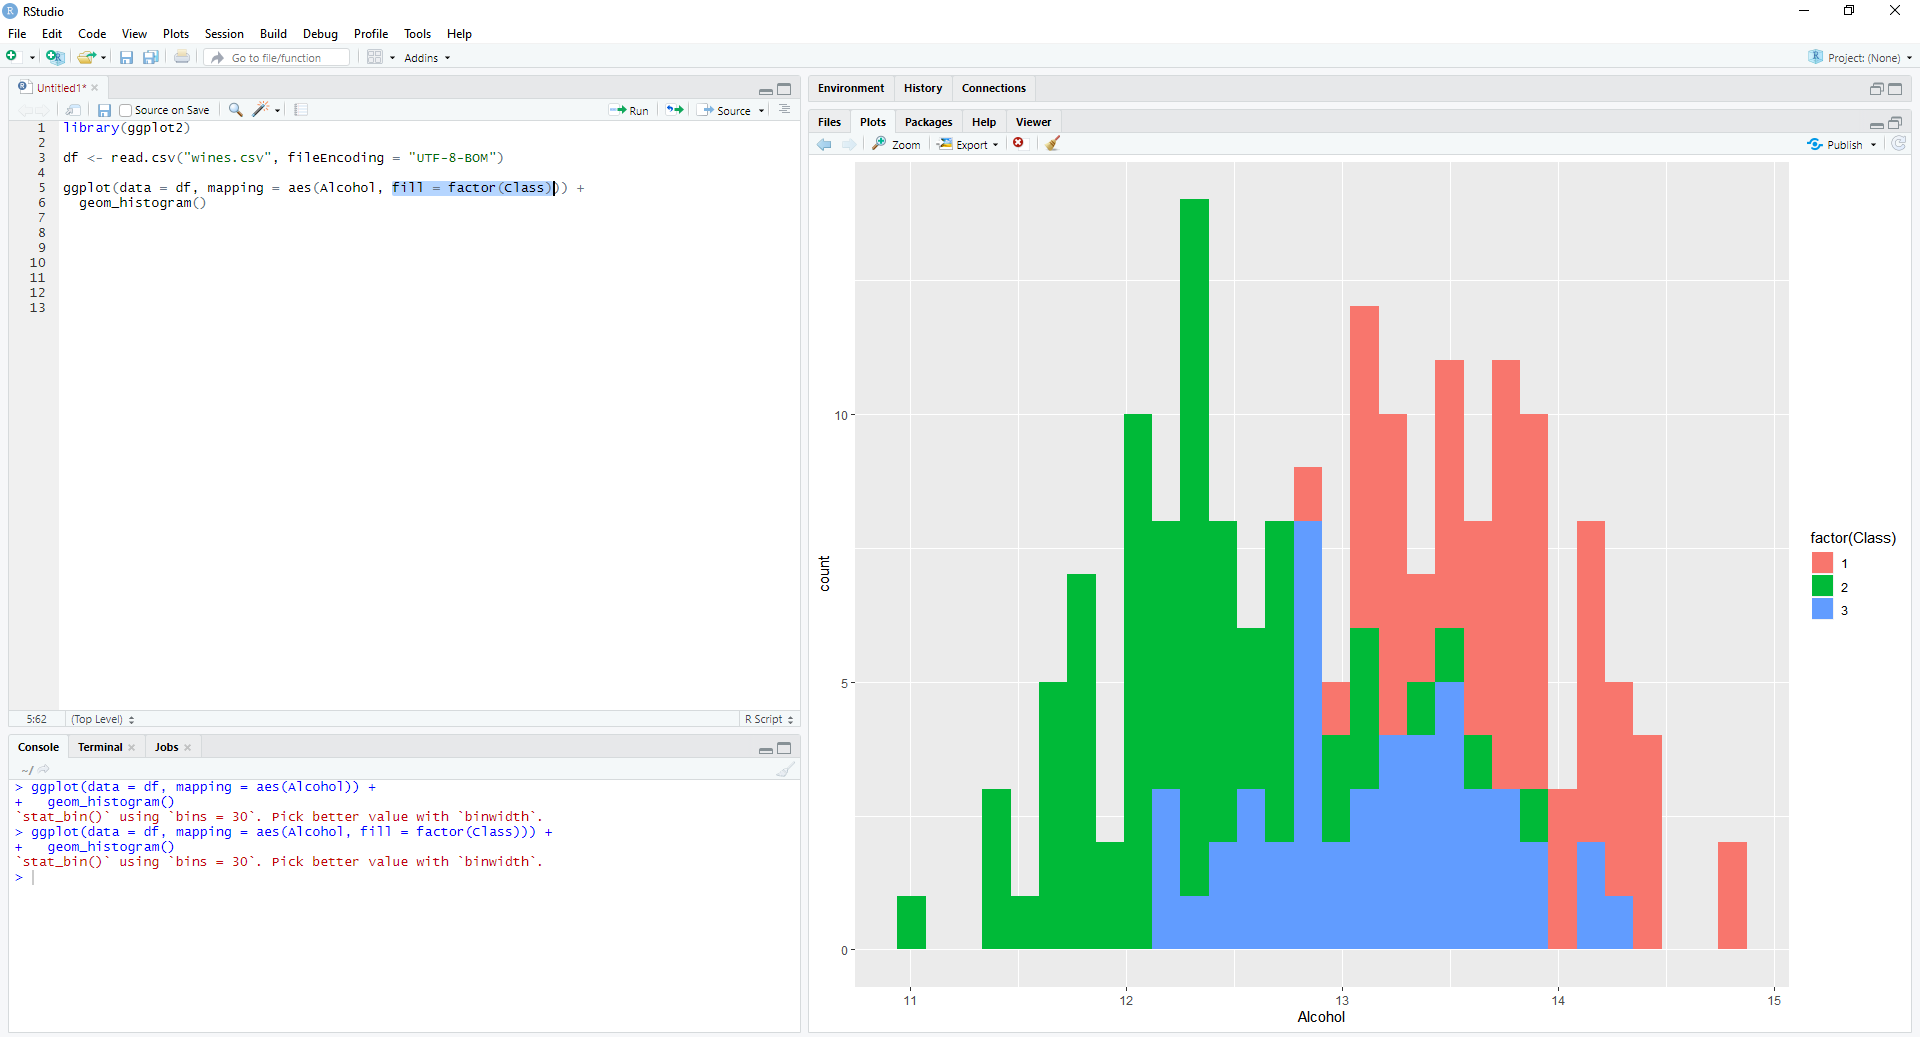 RStudio
File Edit Code View Plots Session Build Debug Profile Tools Help
Go to file/function Addins Project: (None)
Untitled1*
Source on Save Run Source
1 library(ggplot2)
2
3 df <- read.csv("wines.csv", fileEncoding = "UTF-8-BOM")
4
5 ggplot(data = df, mapping = aes(Alcohol, fill = factor(Class))) +
6 geom_histogram()
7
8
9
10
11
12
13
5:62 (Top Level) R Script
Console Terminal Jobs
~/
> ggplot(data = df, mapping = aes(Alcohol)) +
+ geom_histogram()
`stat_bin()` using `bins = 30`. Pick better value with `binwidth`.
> ggplot(data = df, mapping = aes(Alcohol, fill = factor(Class))) +
+ geom_histogram()
`stat_bin()` using `bins = 30`. Pick better value with `binwidth`.
>
Environment History Connections
Files Plots Packages Help Viewer
Zoom Export Publish
10
5
0
count
11 12 13 14 15
Alcohol
factor(Class)
1
2
3